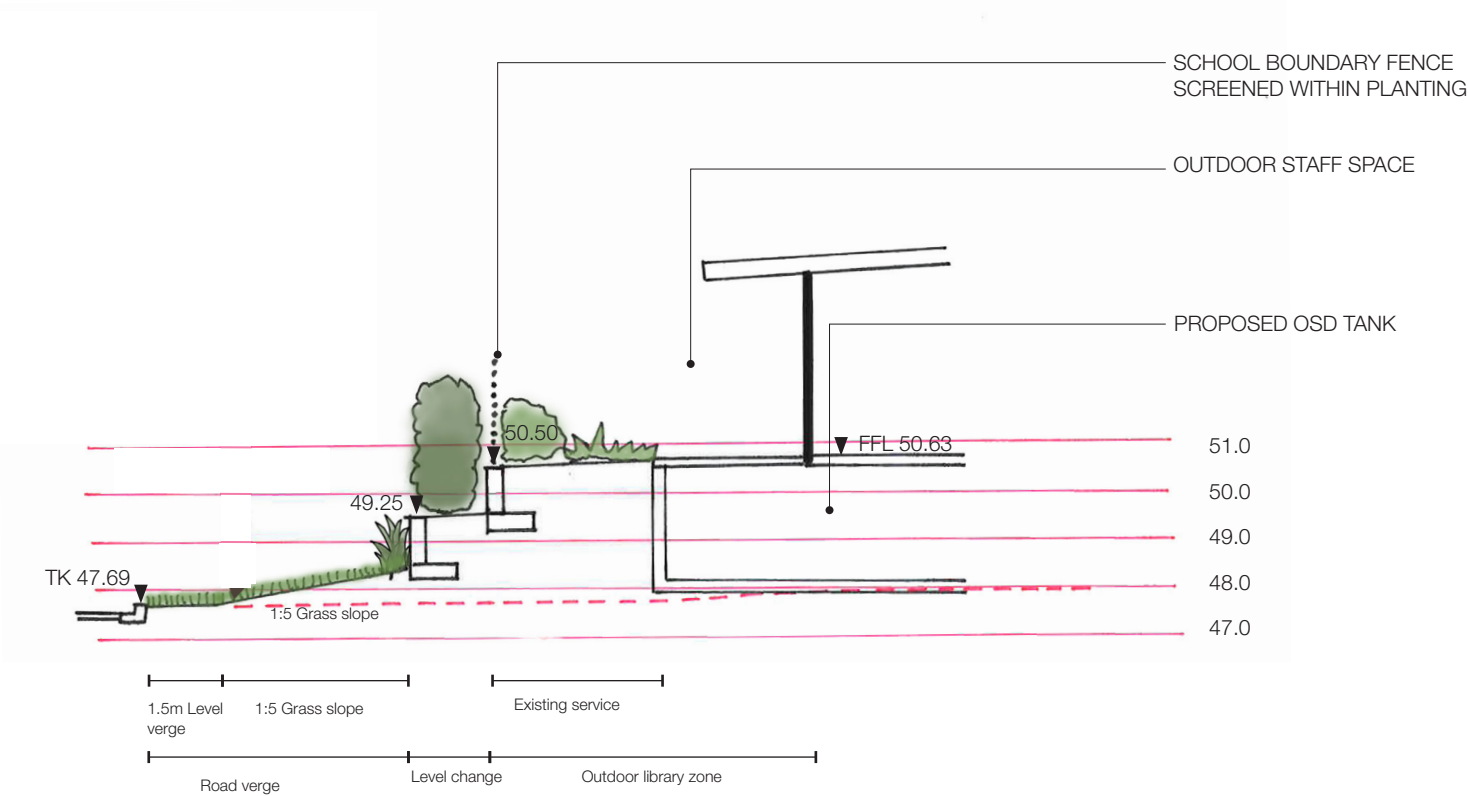 SCHOOL BOUNDARY FENCE
SCREENED WITHIN PLANTING
OUTDOOR STAFF SPACE
PROPOSED OSD TANK
50.50
FFL 50.63
51.0
50.0
49.25
49.0
TK 47.69
48.0
1:5 Grass slope
47.0
1.5m Level
verge
1:5 Grass slope
Existing service
Road verge
Level change
Outdoor library zone